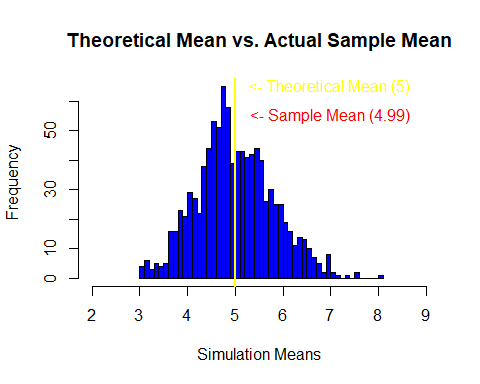 Theoretical Mean vs. Actual Sample Mean
<- Theoretical Mean (5)
<- Sample Mean (4.99)
Frequency
50
30
10
0
2 3 4 5 6 7 8 9
Simulation Means